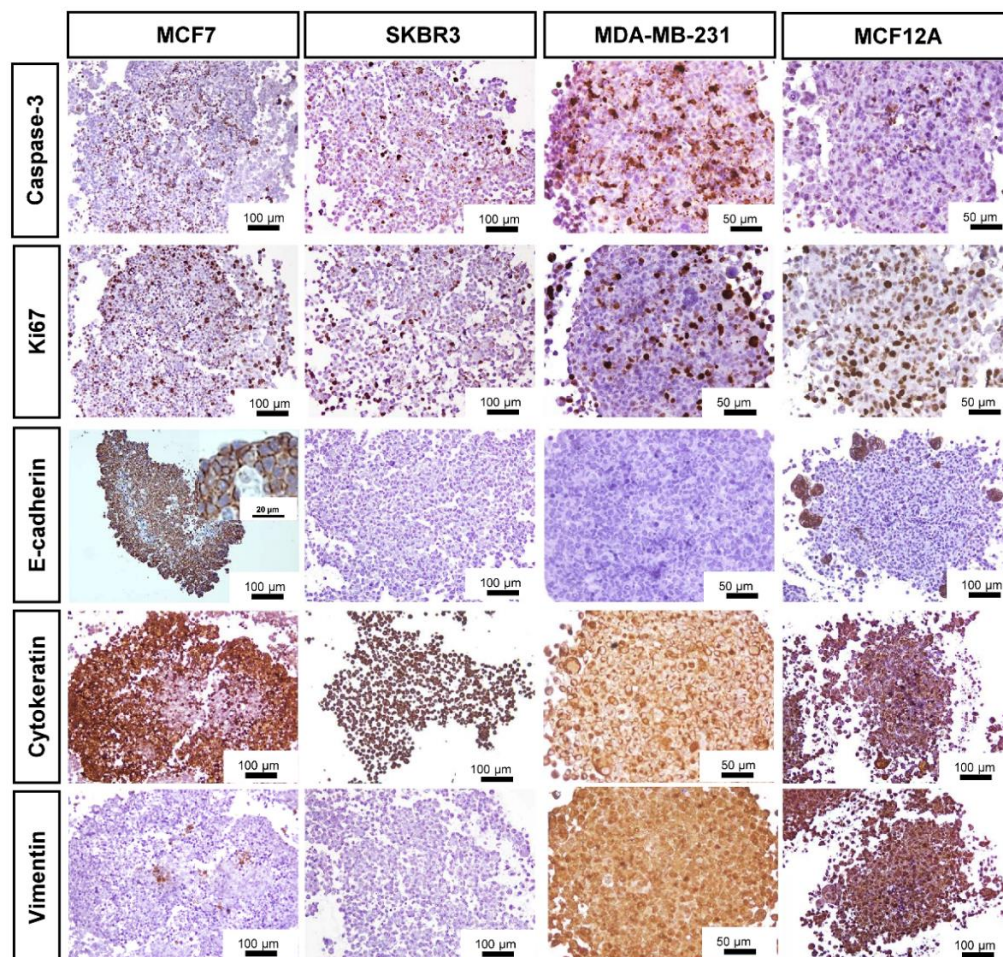 MCF7 SKBR3 MDA-MB-231 MCF12A
Caspase-3
100 µm 100 µm 50 µm 50 µm
Ki67
100 µm 100 µm 50 µm 50 µm
E-cadherin
20 µm
100 µm 100 µm 50 µm 100 µm
Cytokeratin
100 µm 100 µm 50 µm 100 µm
Vimentin
100 µm 100 µm 50 µm 100 µm